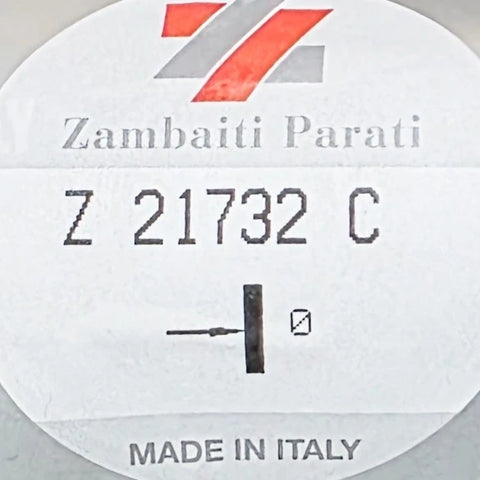 Zambaiti Parati
Z 21732 C
0
MADE IN ITALY